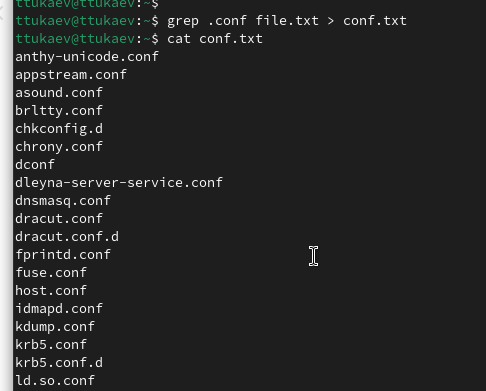 ttukaev@ttukaev:~$
ttukaev@ttukaev:~$ grep .conf file.txt > conf.txt
ttukaev@ttukaev:~$ cat conf.txt
anthy-unicode.conf
appstream.conf
asound.conf
brltty.conf
chkconfig.d
chrony.conf
dconf
dleyna-server-service.conf
dnsmasq.conf
dracut.conf
dracut.conf.d
fprintd.conf
fuse.conf
host.conf
idmapd.conf
kdump.conf
krb5.conf
krb5.conf.d
ld.so.conf